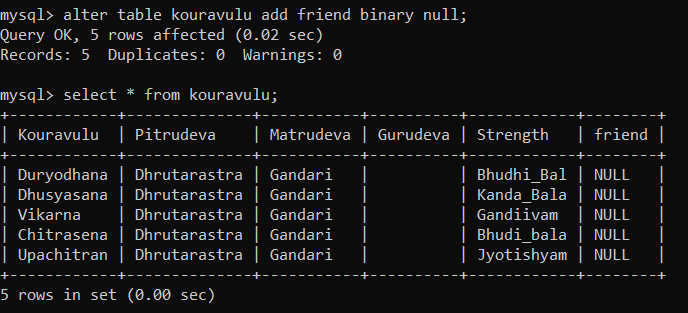 mysql> alter table kouravulu add friend binary null;
Query OK, 5 rows affected (0.02 sec)
Records: 5  Duplicates: 0  Warnings: 0

mysql> select * from kouravulu;
+------------+--------------+-----------+----------+------------+--------+
| Kouravulu  | Pitrudeva    | Matrudeva | Gurudeva | Strength   | friend |
+------------+--------------+-----------+----------+------------+--------+
| Duryodhana | Dhrutarastra | Gandari   |          | Bhudhi_Bal | NULL   |
| Dhusyasana | Dhrutarastra | Gandari   |          | Kanda_Bala | NULL   |
| Vikarna    | Dhrutarastra | Gandari   |          | Gandiivam  | NULL   |
| Chitrasena | Dhrutarastra | Gandari   |          | Bhudi_bala | NULL   |
| Upachitran | Dhrutarastra | Gandari   |          | Jyotishyam | NULL   |
+------------+--------------+-----------+----------+------------+--------+
5 rows in set (0.00 sec)